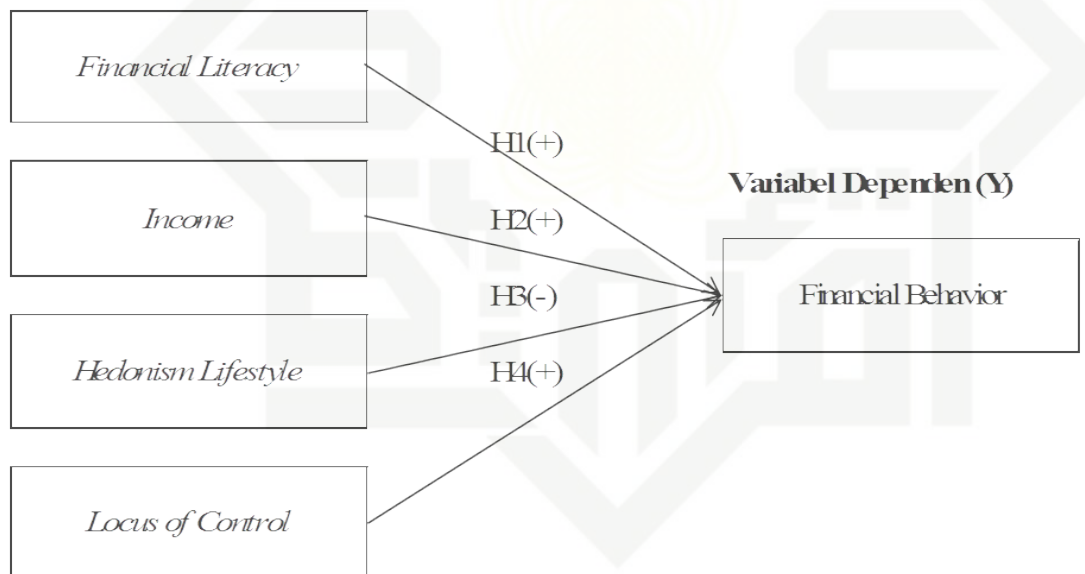 Financial Literacy
H1(+)
Variabel Dependen (Y)
Income
H2(+)
H3(-)
Financial Behavior
Hedonism Lifestyle
H4(+)
Locus of Control